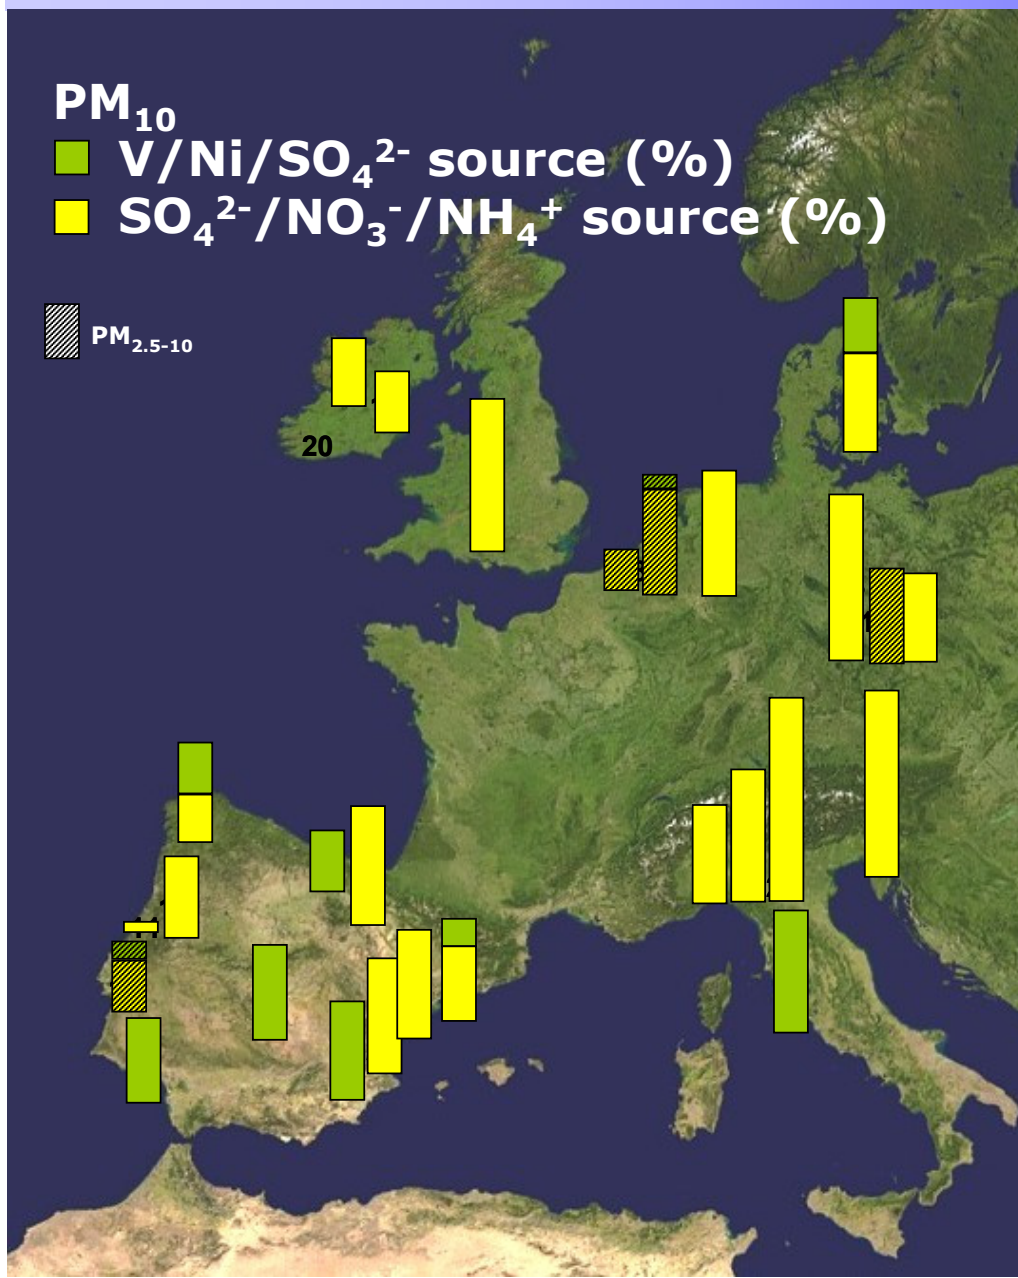 PM₁₀
V/Ni/SO₄²⁻ source (%)
SO₄²⁻/NO₃⁻/NH₄⁺ source (%)
PM₂.₅₋₁₀
20